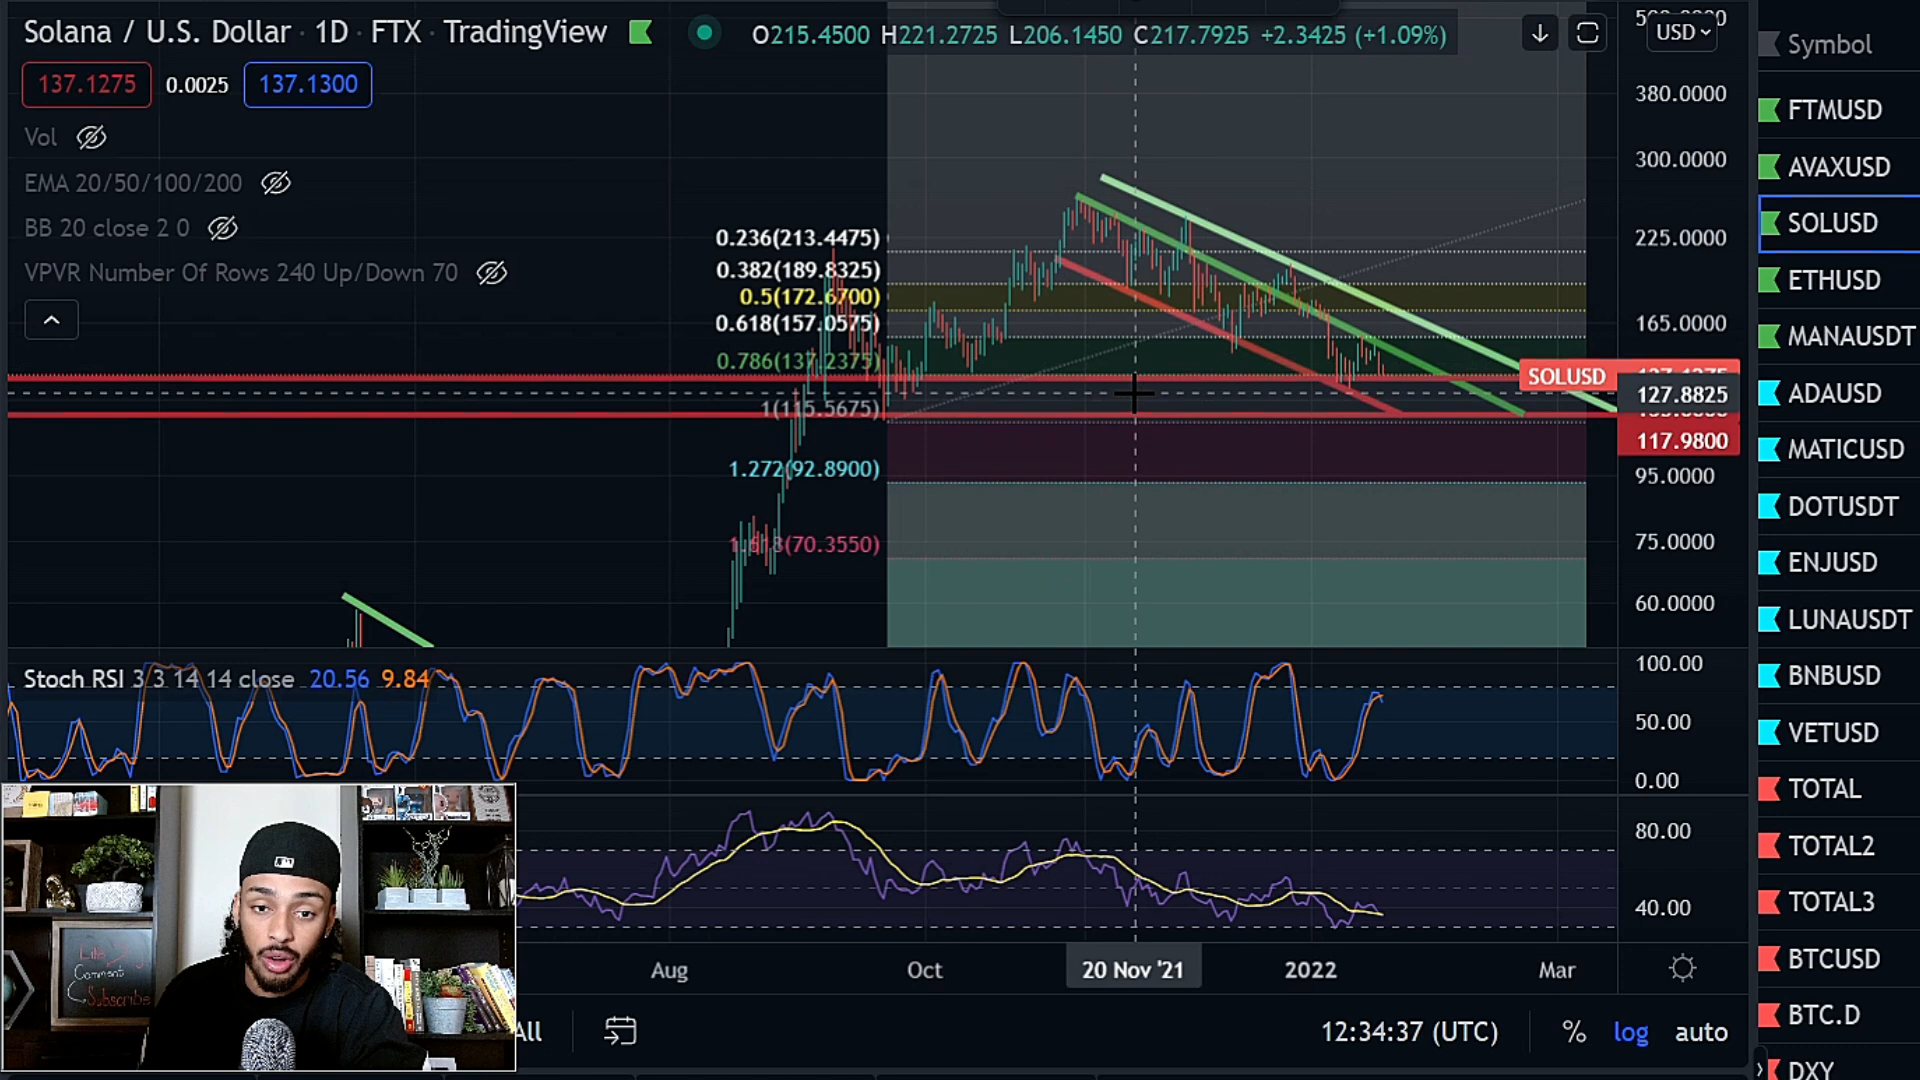 Solana / U.S. Dollar · 1D · FTX · TradingView
O215.4500 H221.2725 L206.1450 C217.7925 +2.3425 (+1.09%)
137.1275 0.0025 137.1300
Vol
EMA 20/50/100/200
BB 20 close 2 0
VPVR Number Of Rows 240 Up/Down 70
0.236(213.4475)
0.382(189.8325)
0.5(172.6700)
0.618(157.0575)
0.786(137.2375)
1(115.5675)
1.272(92.8900)
1.618(70.3550)
USD
380.0000
300.0000
225.0000
165.0000
SOLUSD
127.8825
117.9800
95.0000
75.0000
60.0000
Stoch RSI 3 3 14 14 close 20.56 9.84
100.00
50.00
0.00
80.00
40.00
Aug
Oct
20 Nov '21
2022
Mar
All
12:34:37 (UTC)
%
log
auto
Symbol
FTMUSD
AVAXUSD
SOLUSD
ETHUSD
MANAUSDT
ADAUSD
MATICUSD
DOTUSDT
ENJUSD
LUNAUSDT
BNBUSD
VETUSD
TOTAL
TOTAL2
TOTAL3
BTCUSD
BTC.D
DXY
Like
Comment
Subscribe